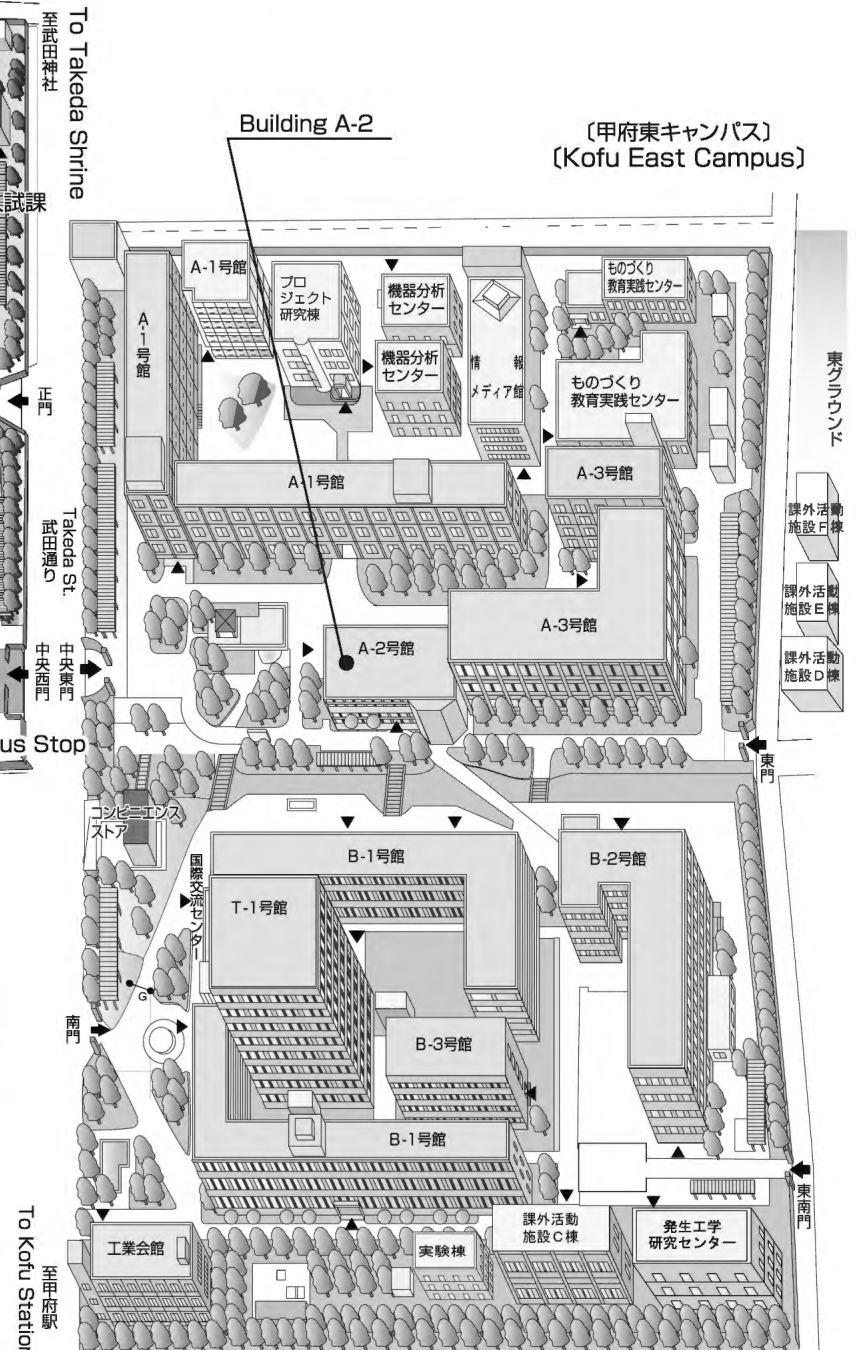 To Takeda Shrine
至武田神社
試課
Building A-2
〔甲府東キャンパス〕
〔Kofu East Campus〕
A-1号館
A-1号館
プロ
ジェクト
研究棟
機器分析
センター
機器分析
センター
情報
メディア館
ものづくり
教育実践センター
ものづくり
教育実践センター
東グラウンド
正門
A-1号館
A-3号館
課外活動
施設F棟
Takeda St.
武田通り
課外活動
施設E棟
A-3号館
A-2号館
課外活動
施設D棟
中央東門
中央西門
us Stop
東門
コンビニエンス
ストア
国際交流センター
B-1号館
B-2号館
T-1号館
G
南門
B-3号館
B-1号館
東南門
工業会館
実験棟
課外活動
施設C棟
発生工学
研究センター
至甲府駅
To Kofu Station